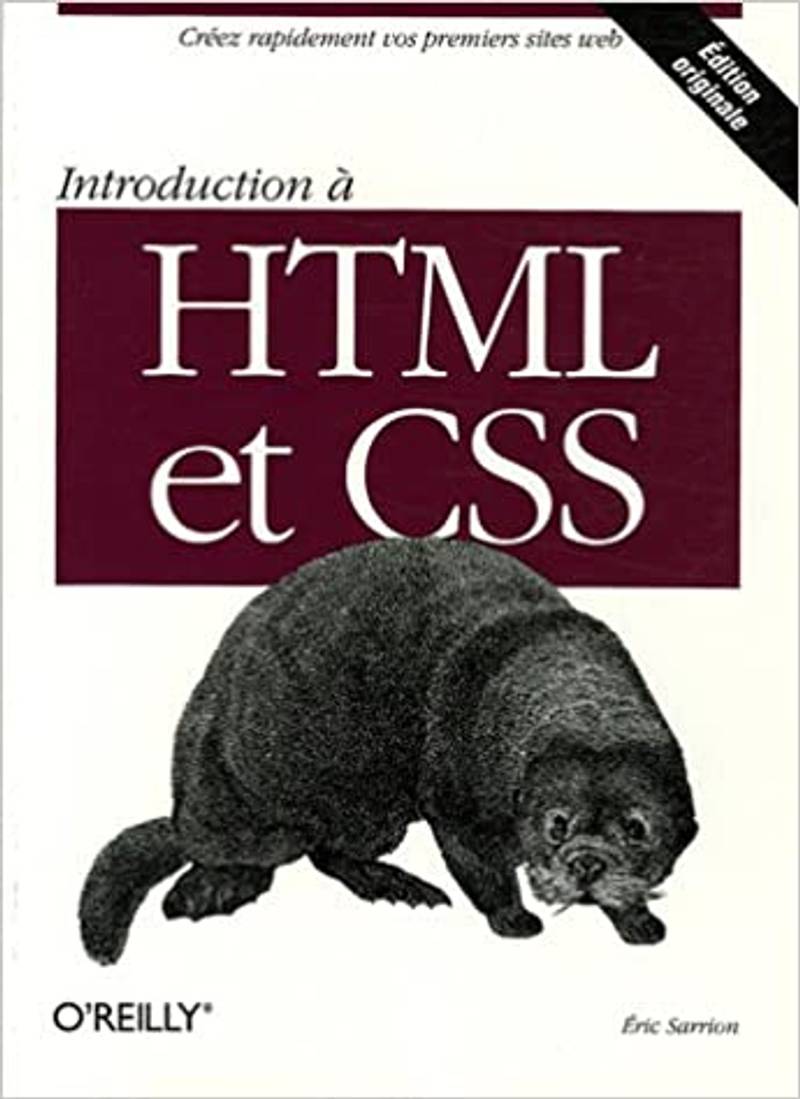 Créez rapidement vos premiers sites web
Édition
originale
Introduction à
HTML
et CSS
O'REILLY®
Éric Sarrion